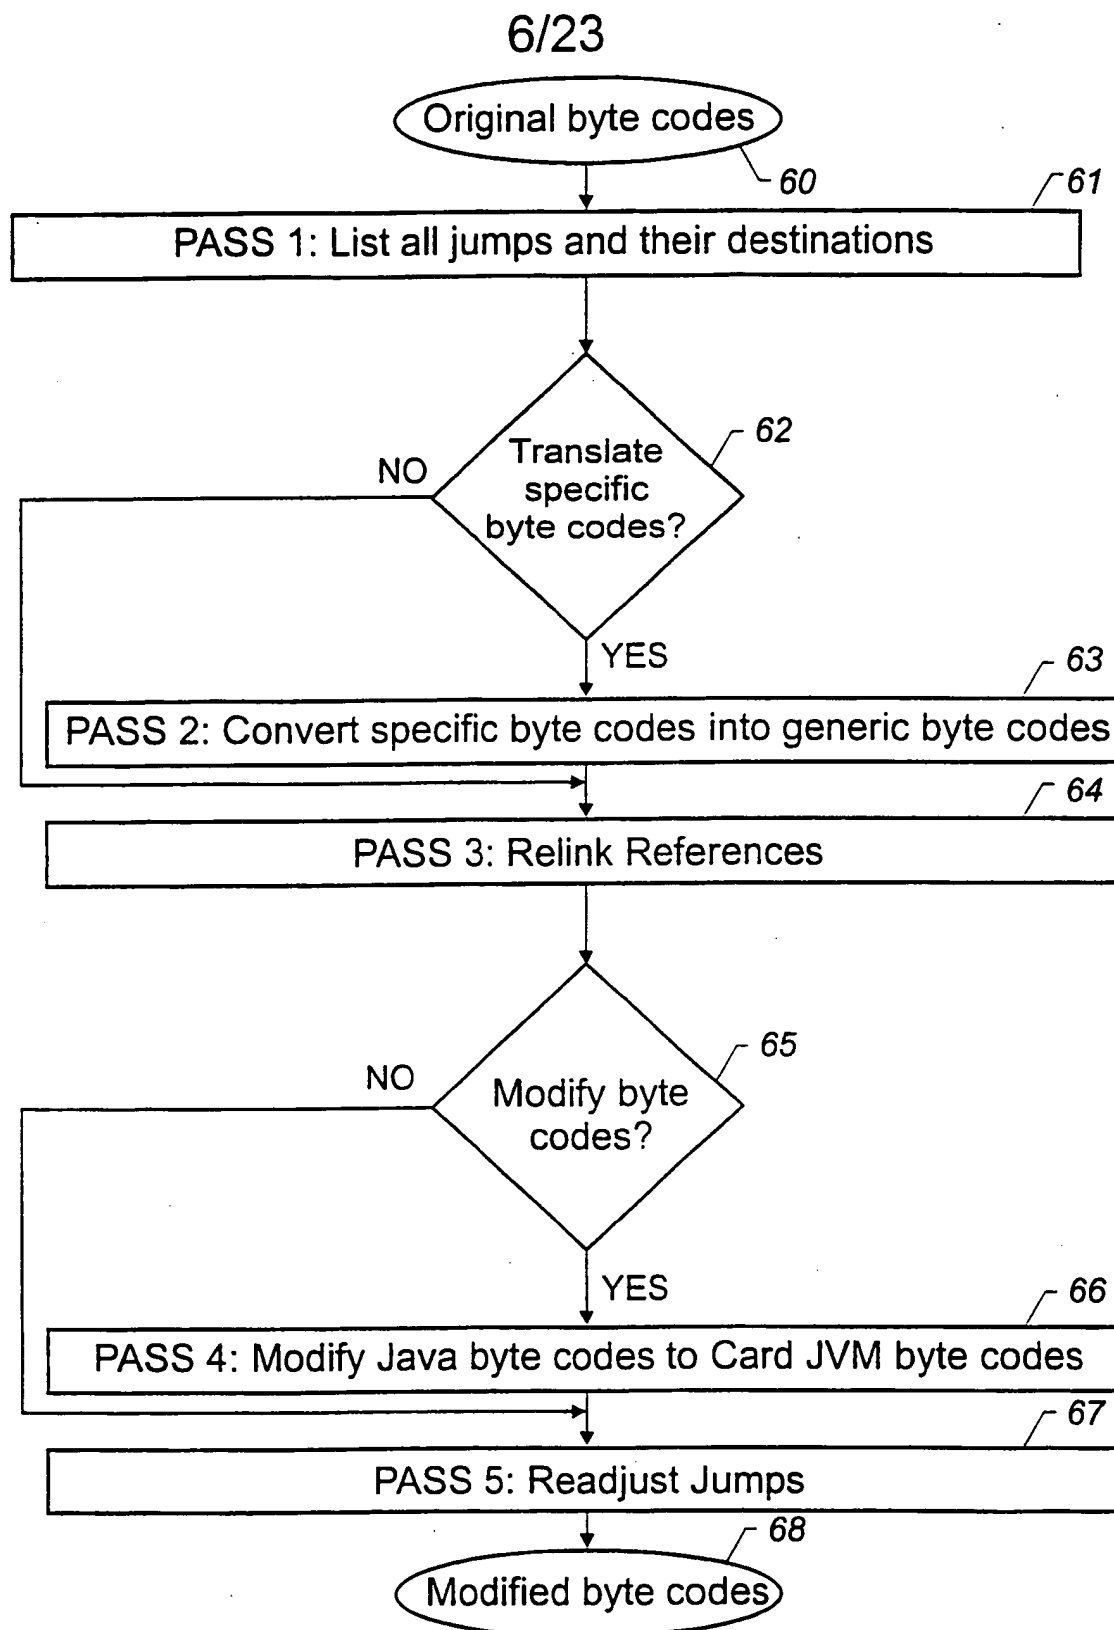 6/23
Original byte codes
60
61
PASS 1: List all jumps and their destinations
62
Translate
specific
byte codes?
NO
YES
63
PASS 2: Convert specific byte codes into generic byte codes
64
PASS 3: Relink References
65
Modify byte
codes?
NO
YES
66
PASS 4: Modify Java byte codes to Card JVM byte codes
67
PASS 5: Readjust Jumps
68
Modified byte codes